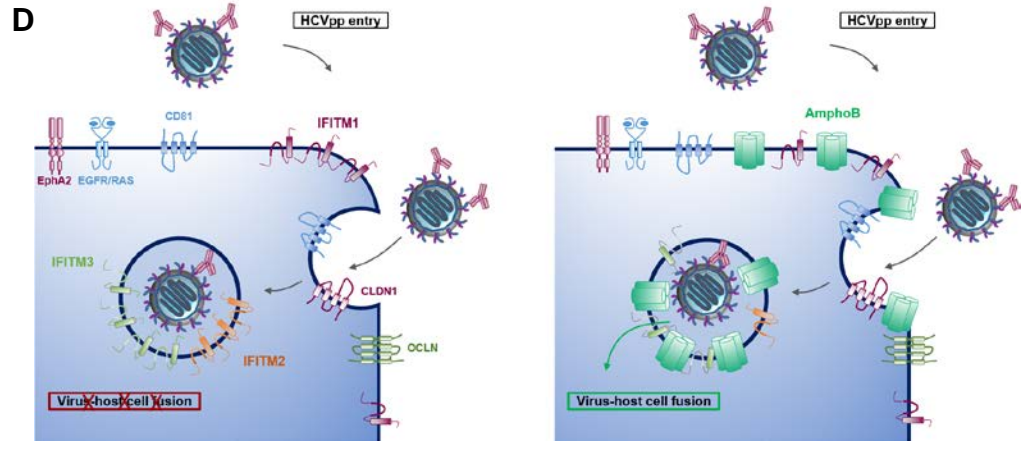 D
HCVpp entry
HCVpp entry
CD81
IFITM1
AmphoB
EphA2
EGFR/RAS
IFITM3
CLDN1
OCLN
IFITM2
Virus-host cell fusion
Virus-host cell fusion